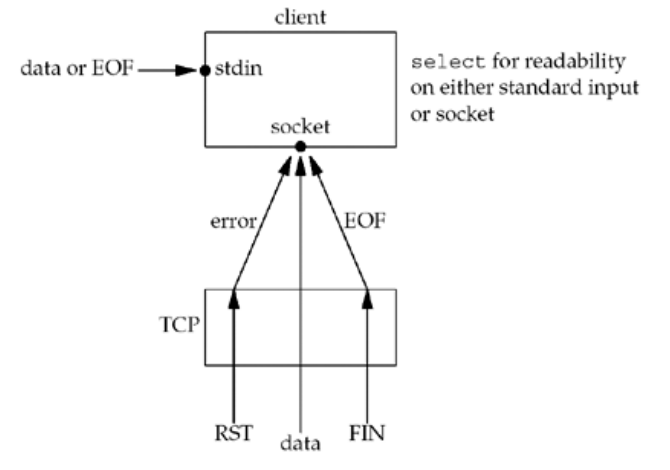 client
data or EOF
stdin
select for readability
on either standard input
or socket
socket
error
EOF
TCP
RST
data
FIN